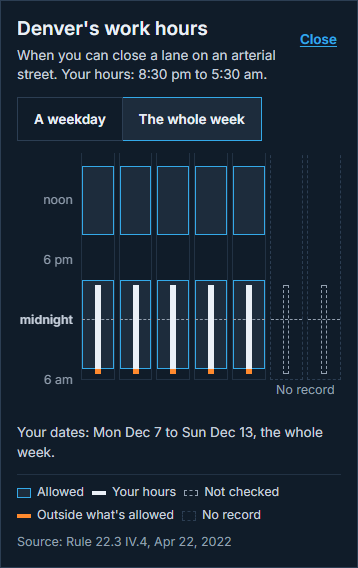 Denver's work hours
Close
When you can close a lane on an arterial
street. Your hours: 8:30 pm to 5:30 am.
A weekday
The whole week
noon
6 pm
midnight
6 am
No record
Your dates: Mon Dec 7 to Sun Dec 13, the whole
week.
Allowed Your hours Not checked
Outside what's allowed No record
Source: Rule 22.3 IV.4, Apr 22, 2022